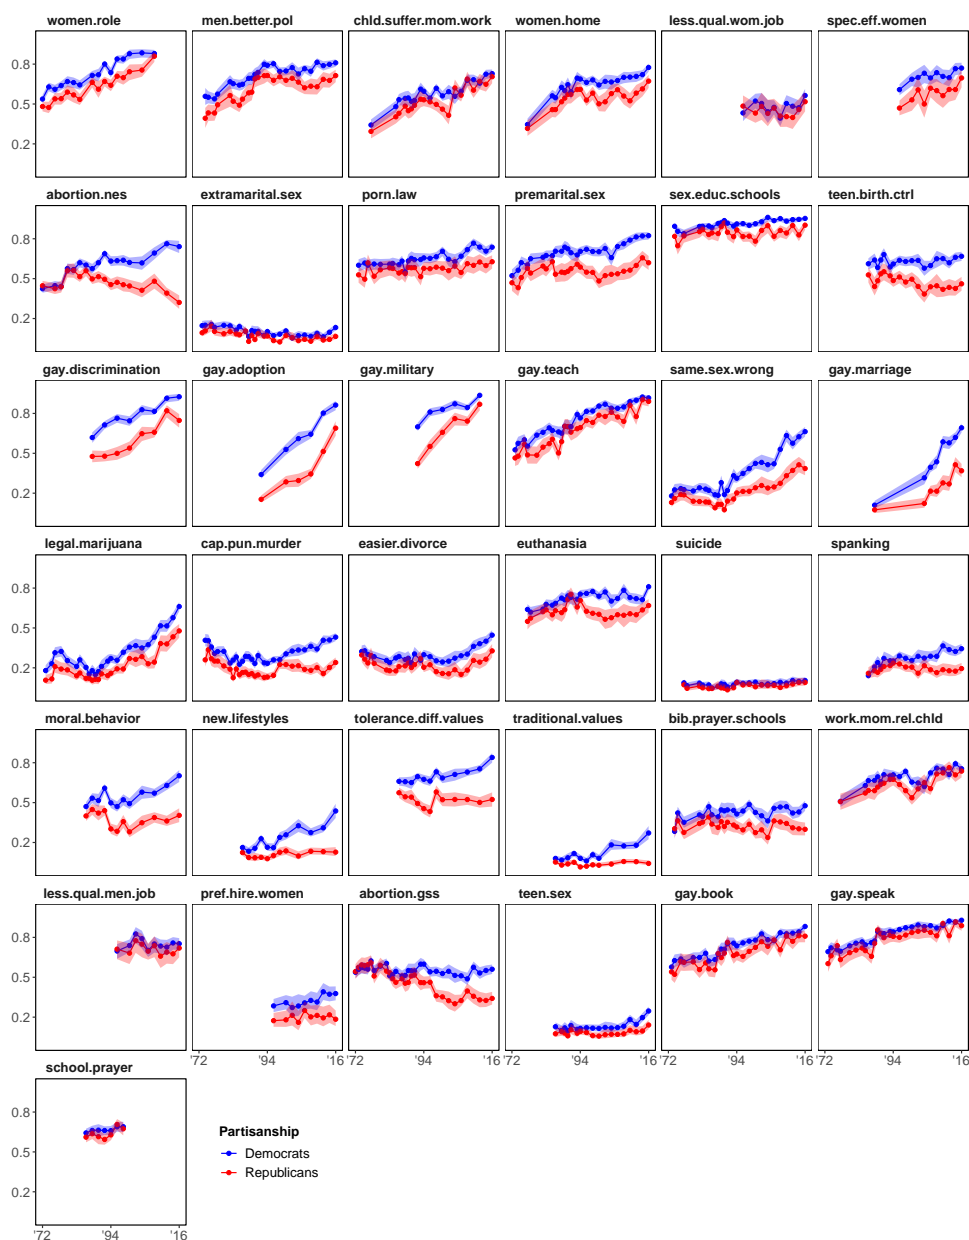 women.role men.better.pol chld.suffer.mom.work women.home less.qual.wom.job spec.eff.women
0.8
0.5
0.2
abortion.nes extramarital.sex porn.law premarital.sex sex.educ.schools teen.birth.ctrl
0.8
0.5
0.2
gay.discrimination gay.adoption gay.military gay.teach same.sex.wrong gay.marriage
0.8
0.5
0.2
legal.marijuana cap.pun.murder easier.divorce euthanasia suicide spanking
0.8
0.5
0.2
moral.behavior new.lifestyles tolerance.diff.values traditional.values bib.prayer.schools work.mom.rel.chld
0.8
0.5
0.2
less.qual.men.job pref.hire.women abortion.gss teen.sex gay.book gay.speak
0.8
0.5
0.2
'72 '94 '16 '72 '94 '16 '72 '94 '16 '72 '94 '16 '72 '94 '16
school.prayer
0.8
0.5
0.2
'72 '94 '16
Partisanship
Democrats
Republicans